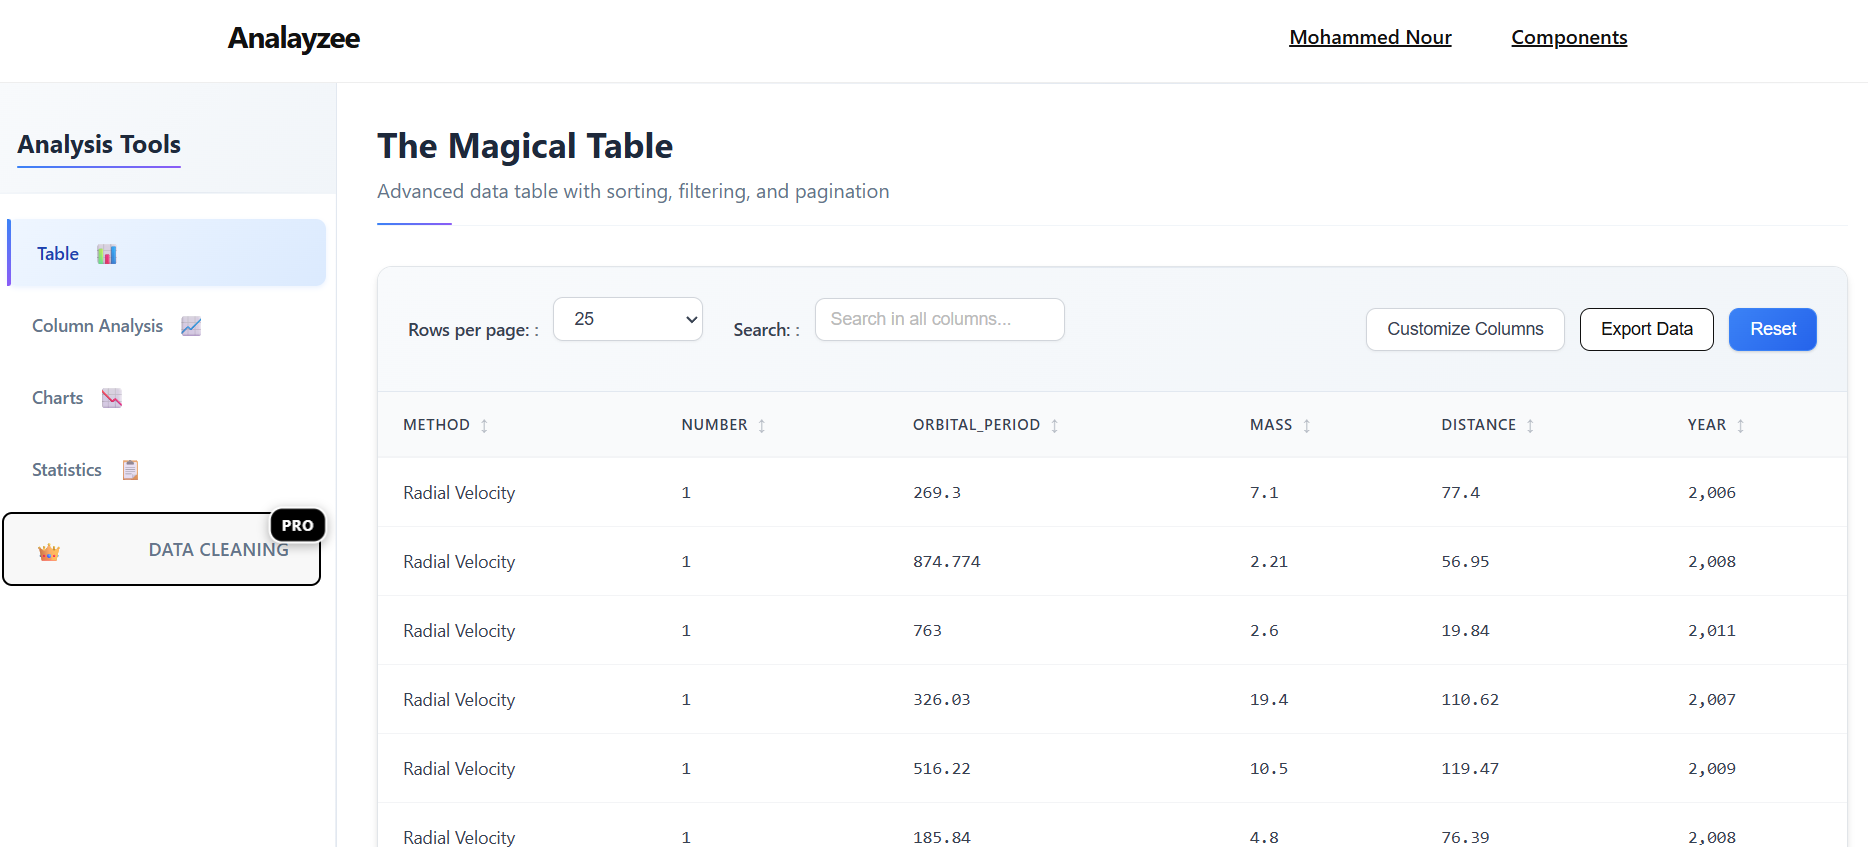 Analayzee
Mohammed Nour Components
Analysis Tools
Table
Column Analysis
Charts
Statistics
PRO
DATA CLEANING
The Magical Table
Advanced data table with sorting, filtering, and pagination
Rows per page: : 25 Search: : Search in all columns... Customize Columns Export Data Reset
METHOD NUMBER ORBITAL_PERIOD MASS DISTANCE YEAR
Radial Velocity 1 269.3 7.1 77.4 2,006
Radial Velocity 1 874.774 2.21 56.95 2,008
Radial Velocity 1 763 2.6 19.84 2,011
Radial Velocity 1 326.03 19.4 110.62 2,007
Radial Velocity 1 516.22 10.5 119.47 2,009
Radial Velocity 1 185.84 4.8 76.39 2,008